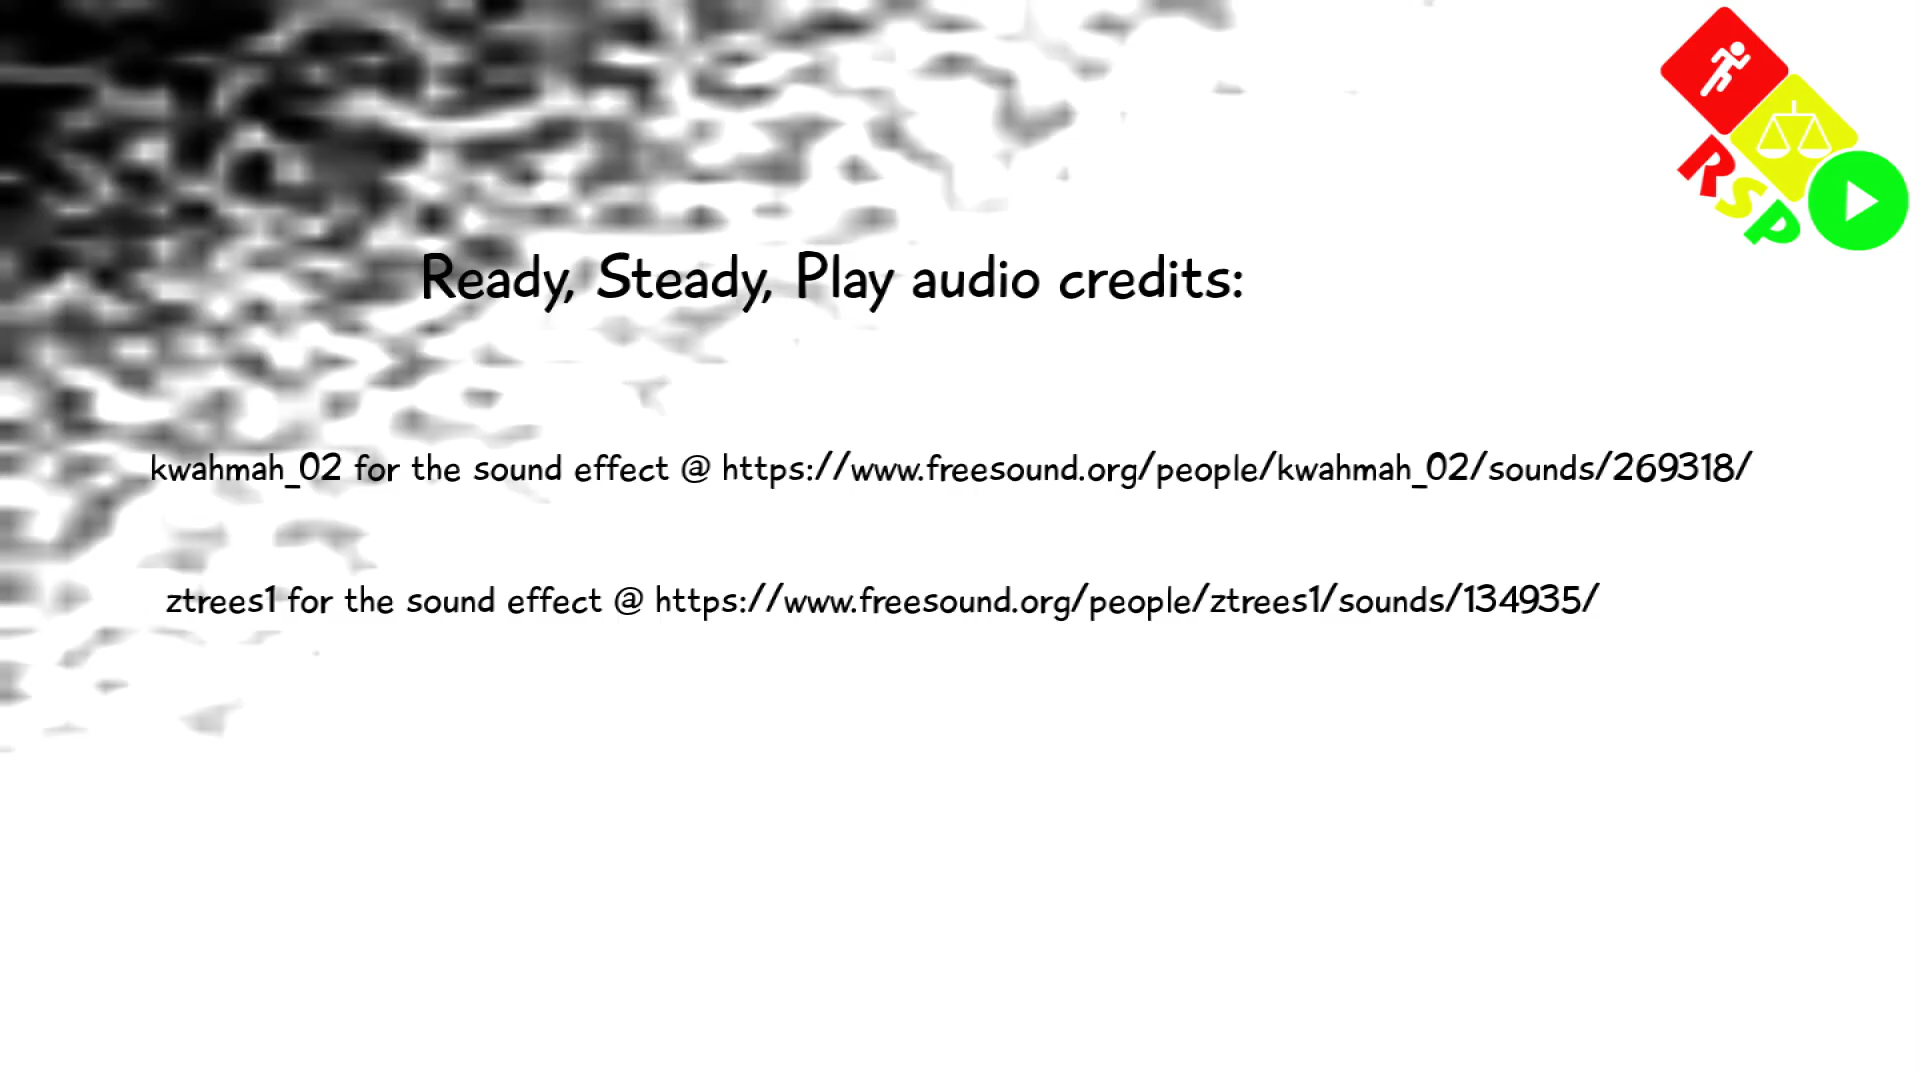 RSP
Ready, Steady, Play audio credits:
kwahmah_02 for the sound effect @ https://www.freesound.org/people/kwahmah_02/sounds/269318/
ztrees1 for the sound effect @ https://www.freesound.org/people/ztrees1/sounds/134935/